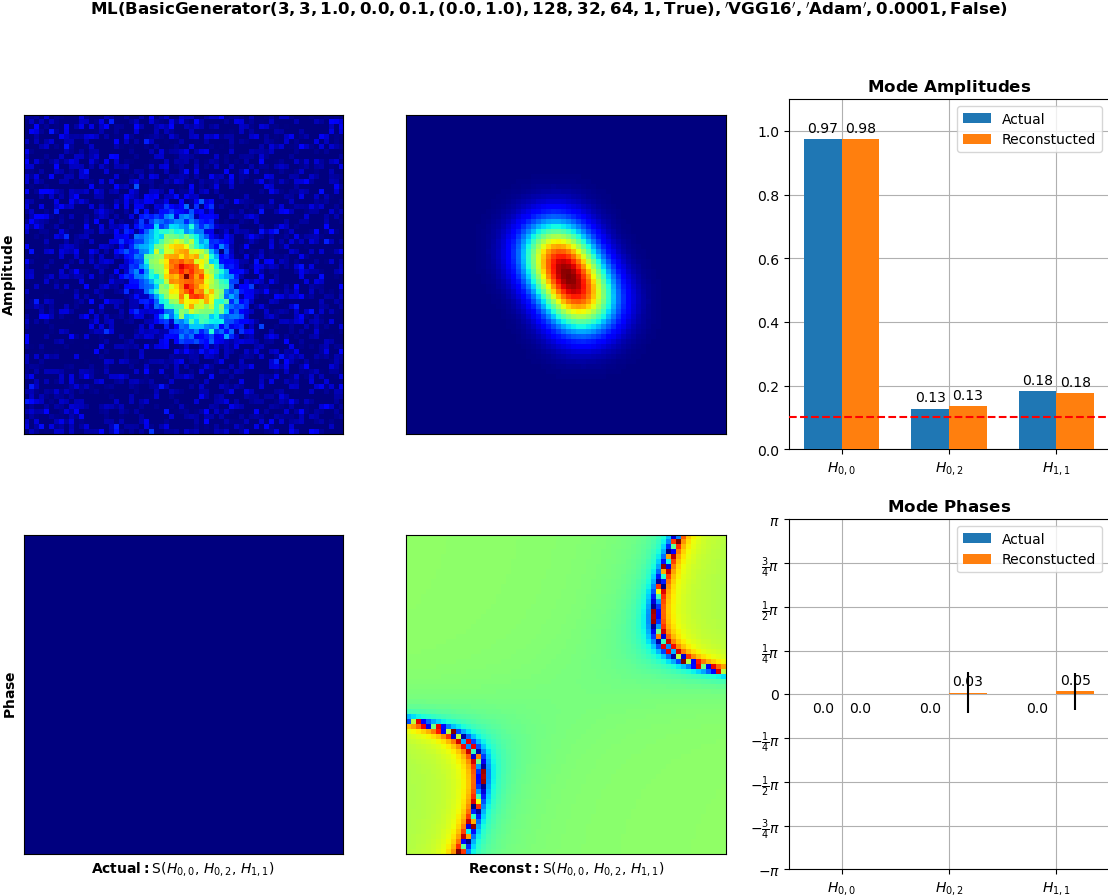 ML(BasicGenerator(3, 3, 1.0, 0.0, 0.1, (0.0, 1.0), 128, 32, 64, 1, True), ′VGG16′, ′Adam′, 0.0001, False)
Amplitude
Mode Amplitudes
Actual
Reconstucted
1.0
0.8
0.6
0.4
0.2
0.0
0.97
0.98
0.13
0.13
0.18
0.18
H0,0
H0,2
H1,1
Phase
Actual: S(H0,0, H0,2, H1,1)
Reconst: S(H0,0, H0,2, H1,1)
Mode Phases
Actual
Reconstucted
π
3/4π
1/2π
1/4π
0
−1/4π
−1/2π
−3/4π
−π
0.0
0.0
0.0
0.03
0.0
0.05
H0,0
H0,2
H1,1